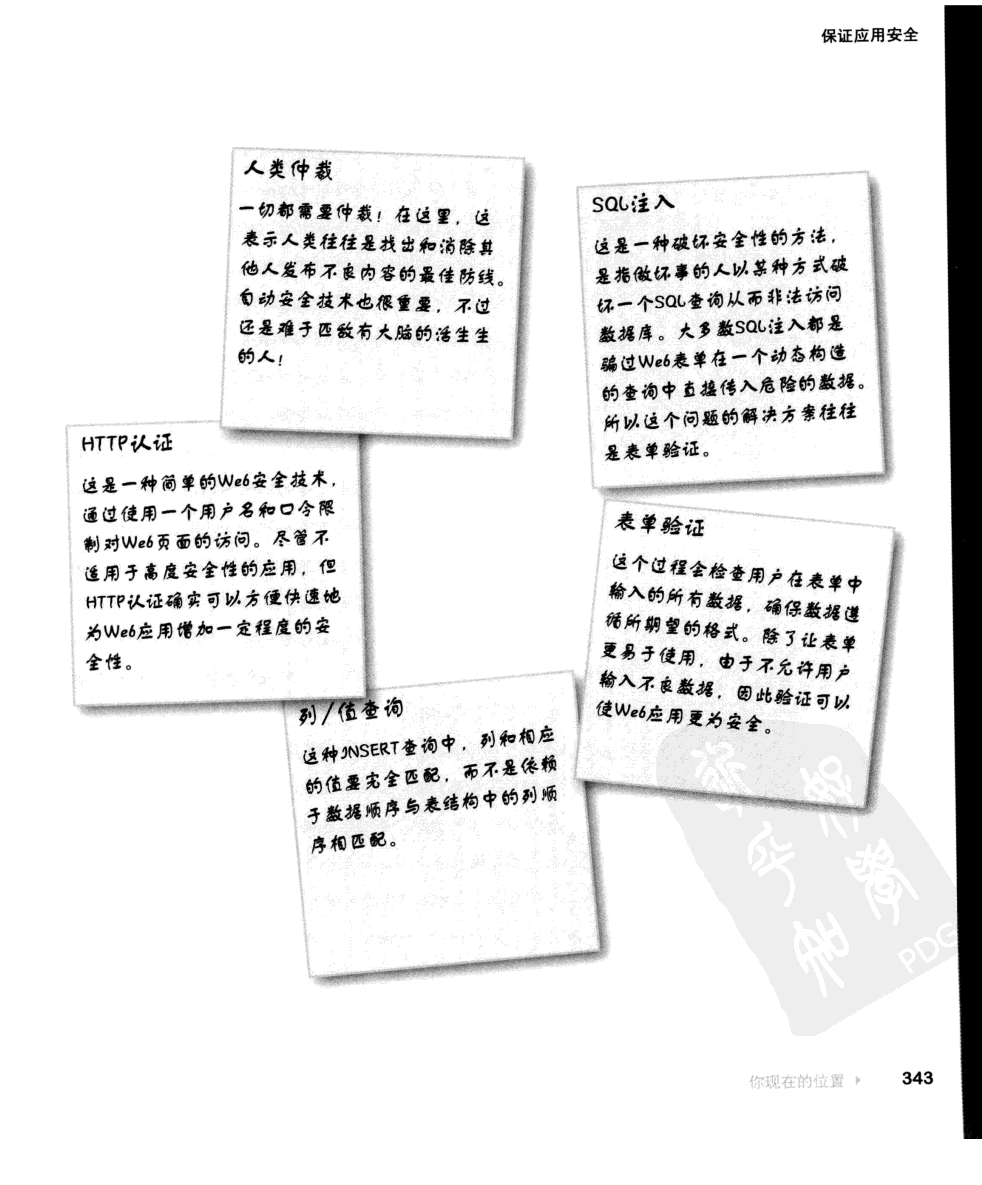 保证应用安全
人类仲裁
一切都需要仲裁！在这里，这
表示人类往往是找出和消除其
他人发布不良内容的最佳防线。
自动安全技术也很重要，不过
还是难于匹敌有大脑的活生生
的人！
SQL注入
这是一种破坏安全性的方法，
是指做坏事的人以某种方式破
坏一个SQL查询从而非法访问
数据库。大多数SQL注入都是
骗过Web表单在一个动态构造
的查询中直接传入危险的数据。
所以这个问题的解决方案往往
是表单验证。
HTTP认证
这是一种简单的Web安全技术，
通过使用一个用户名和口令限
制对Web页面的访问。尽管不
适用于高度安全性的应用，但
HTTP认证确实可以方便快速地
为Web应用增加一定程度的安
全性。
表单验证
这个过程会检查用户在表单中
输入的所有数据，确保数据遵
循所期望的格式。除了让表单
更易于使用，由于不允许用户
输入不良数据，因此验证可以
使Web应用更为安全。
列/值查询
这种INSERT查询中，列和相应
的值要完全匹配，而不是依赖
于数据顺序与表结构中的列顺
序相匹配。
PDG
你现在的位置
343